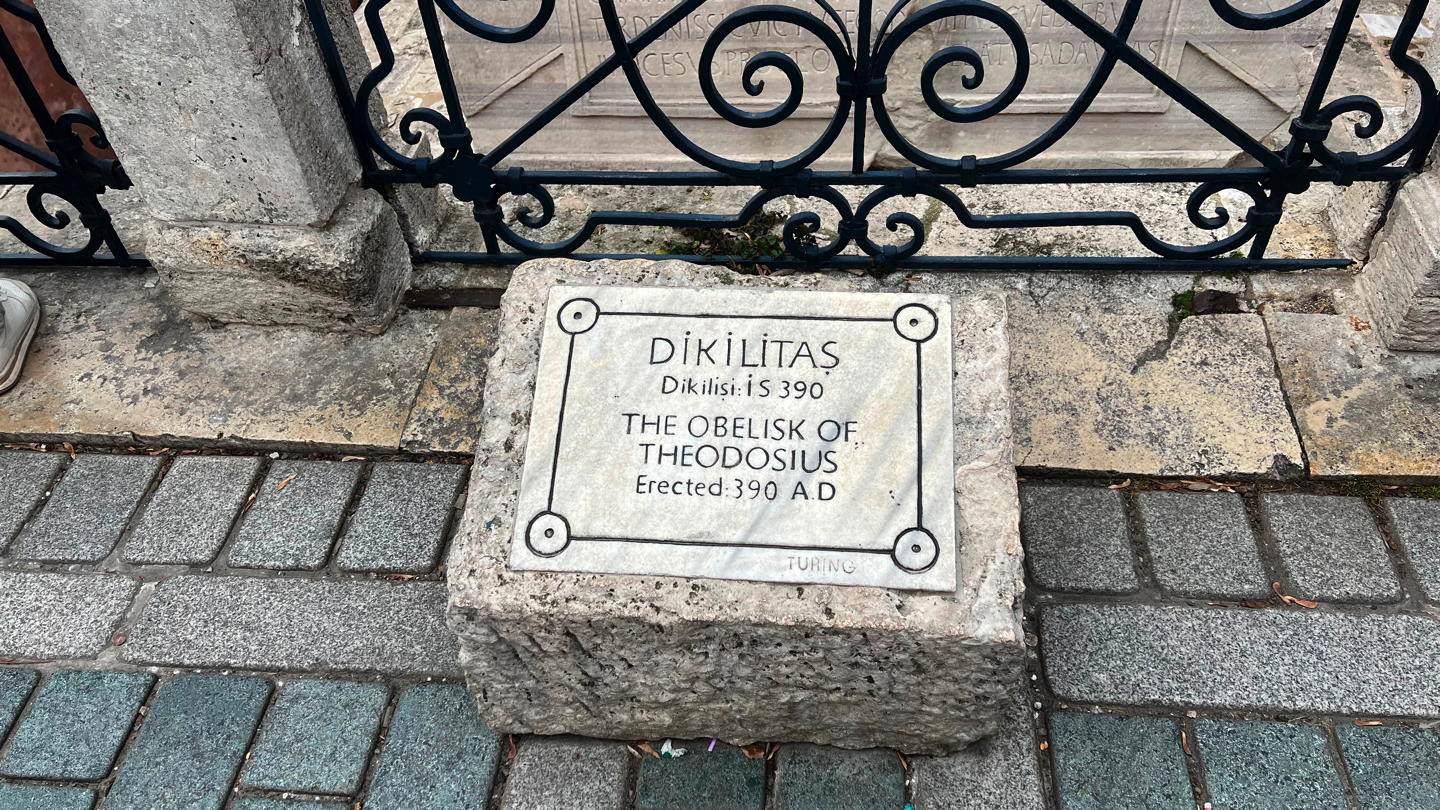 DİKİLİTAŞ
Dikilişi: İS 390
THE OBELISK OF
THEODOSIUS
Erected: 390 A.D
TURING